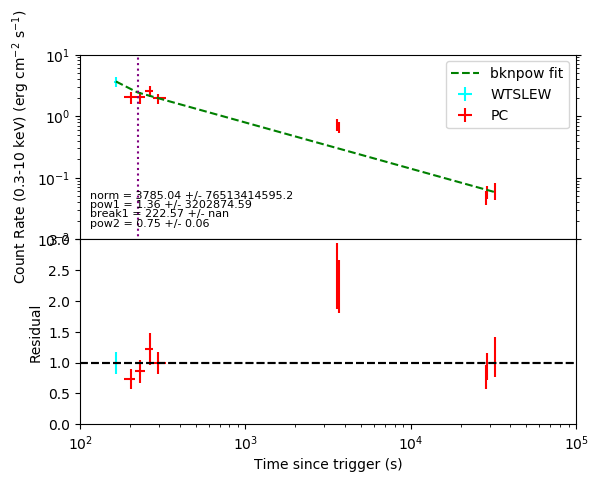 Count Rate (0.3-10 keV) (erg cm⁻² s⁻¹)
10¹
10⁰
10⁻¹
bknpow fit
WTSLEW
PC
norm = 3785.04 +/- 76513414595.2
pow1 = 1.36 +/- 3202874.59
break1 = 222.57 +/- nan
pow2 = 0.75 +/- 0.06
Residual
3.0
2.5
2.0
1.5
1.0
0.5
0.0
10²
10³
10⁴
10⁵
Time since trigger (s)